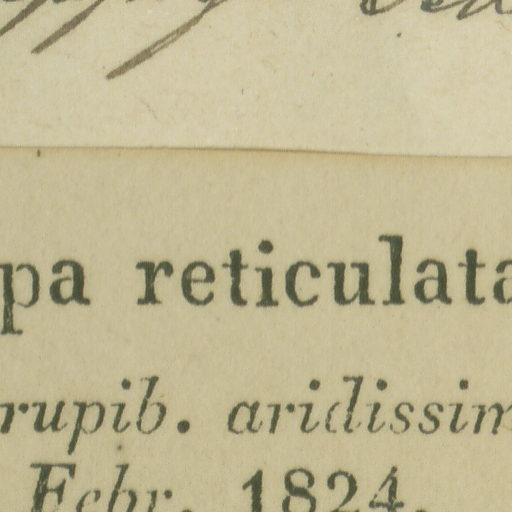 pa reticulata
rupib. aridissim
Febr. 1824.